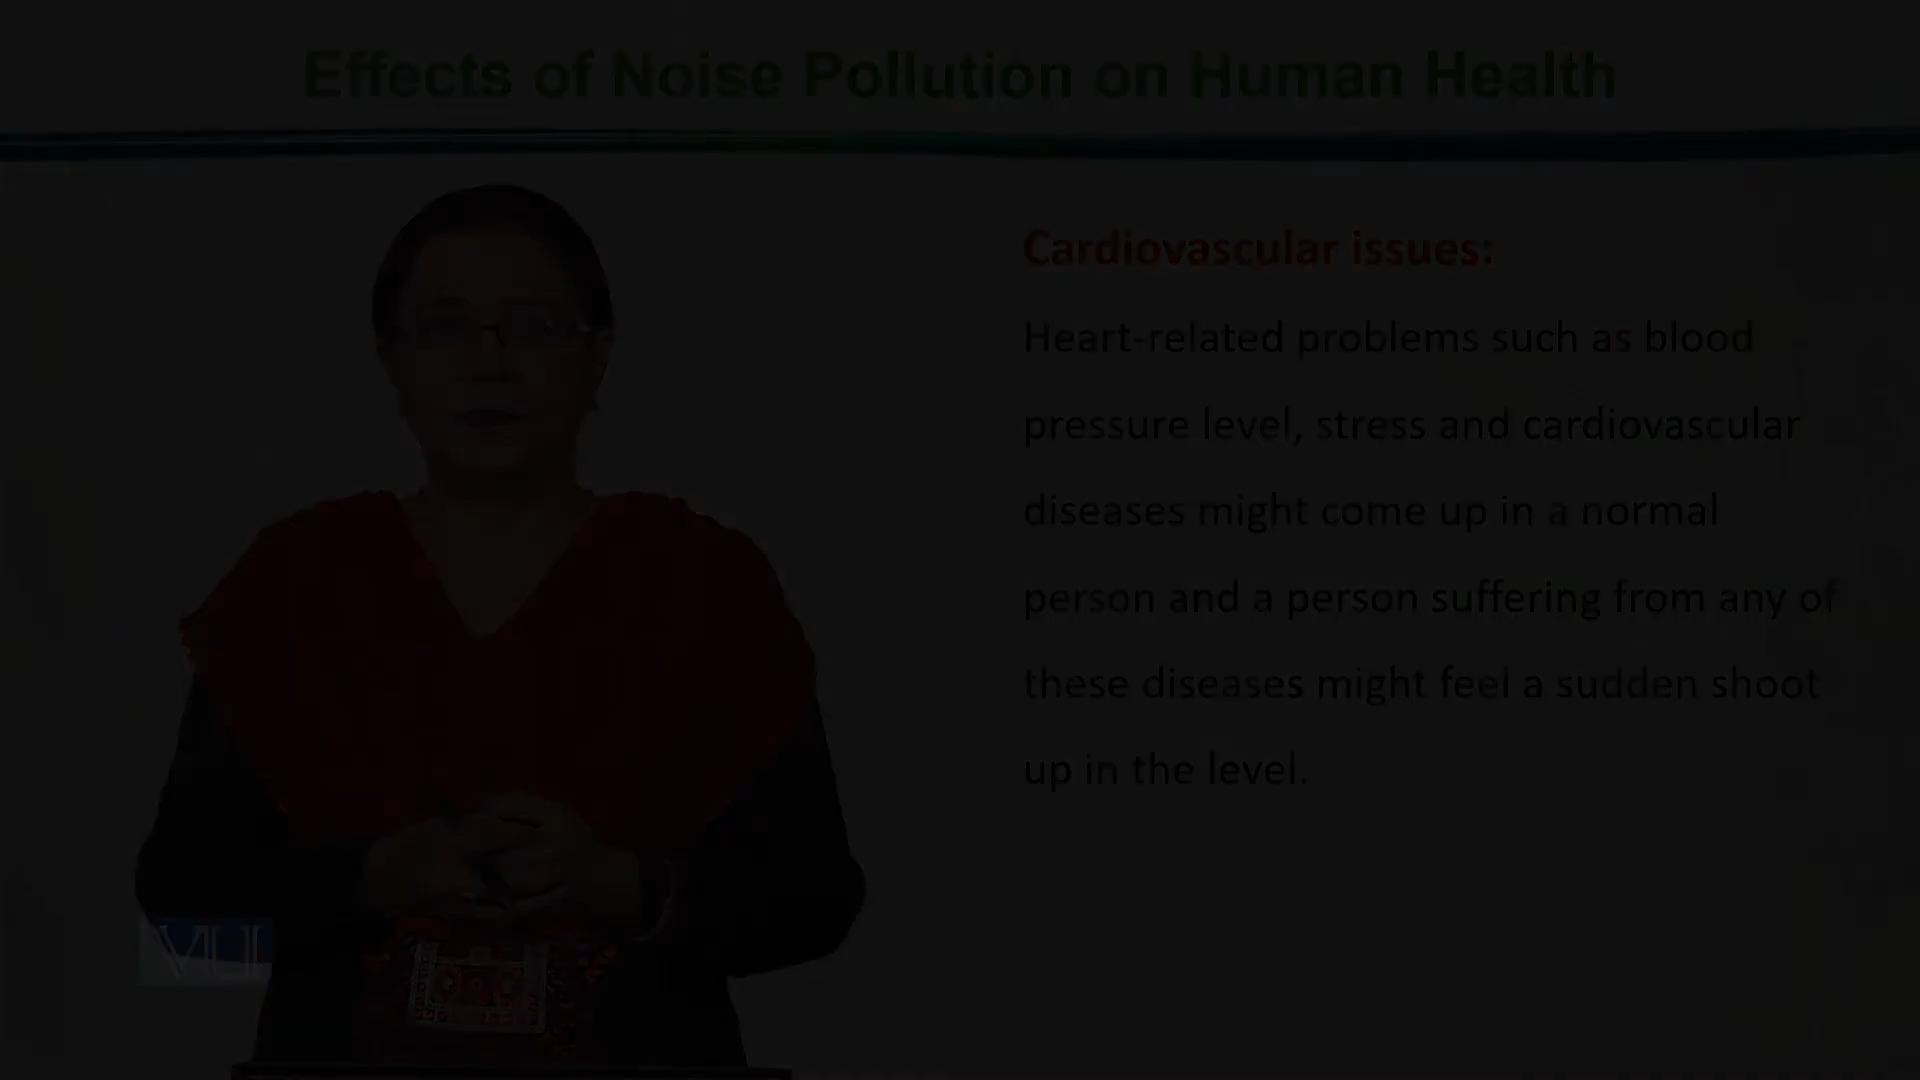 Effects of Noise Pollution on Human Health
Cardiovascular issues:
Heart-related problems such as blood
pressure level, stress and cardiovascular
diseases might come up in a normal
person and a person suffering from any of
these diseases might feel a sudden shoot
up in the level.
VU